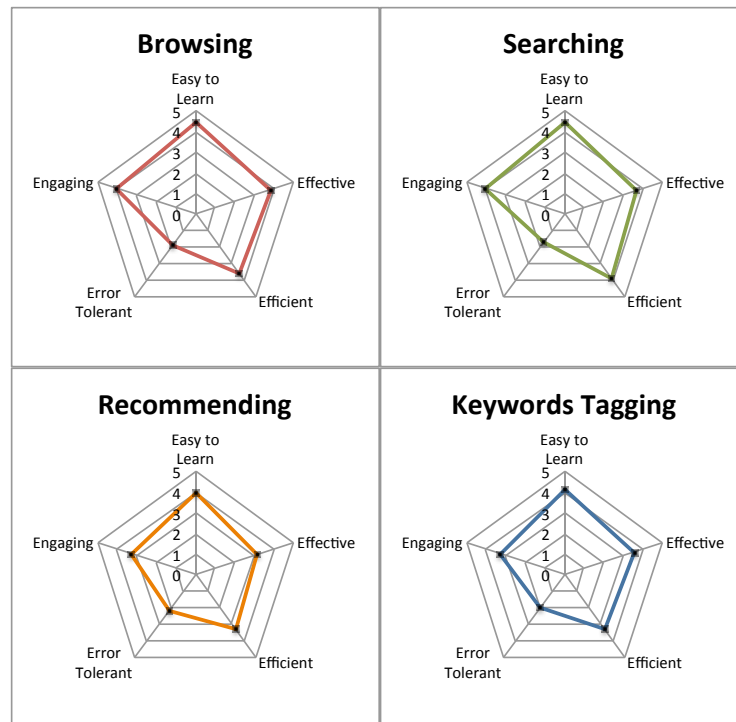 Browsing
Easy to
Learn
5
4
3
2
1
0
Engaging
Effective
Error
Tolerant
Efficient
Searching
Easy to
Learn
5
4
3
2
1
0
Engaging
Effective
Error
Tolerant
Efficient
Recommending
Easy to
Learn
5
4
3
2
1
0
Engaging
Effective
Error
Tolerant
Efficient
Keywords Tagging
Easy to
Learn
5
4
3
2
1
0
Engaging
Effective
Error
Tolerant
Efficient